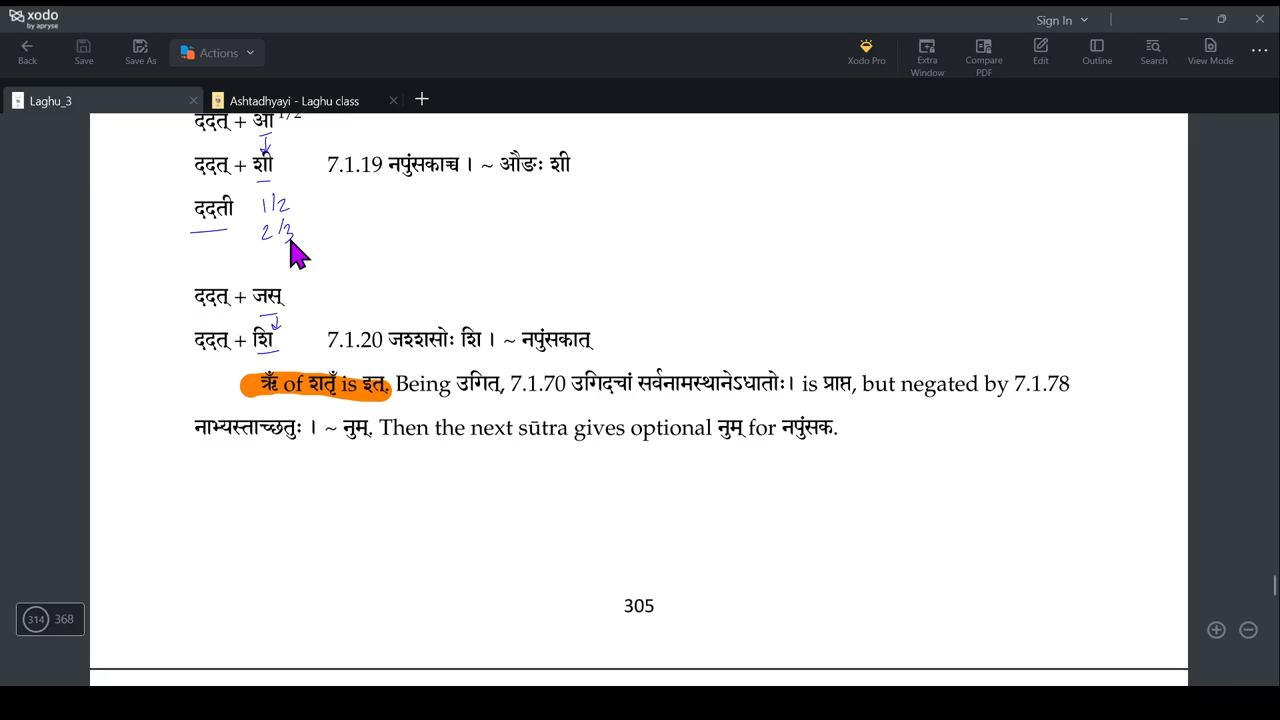 xodo
by apryse
Sign In
Back
Save
Save As
Actions
Xodo Pro
Extra Window
Compare PDF
Edit
Outline
Search
View Mode
Laghu_3
Ashtadhyayi - Laghu class
ददत् + औ 1/2
ददत् + शी 7.1.19 नपुंसकाच्च । ~ औङः शी
ददती 1/2
2/3
ददत् + जस्
ददत् + शि 7.1.20 जश्शसोः शि । ~ नपुंसकात्
ऋँ of शतृँ is इत्. Being उगित्, 7.1.70 उगिदचां सर्वनामस्थानेऽधातोः। is प्राप्त, but negated by 7.1.78
नाभ्यस्ताच्छतुः । ~ नुम्. Then the next sūtra gives optional नुम् for नपुंसक.
305
314 368